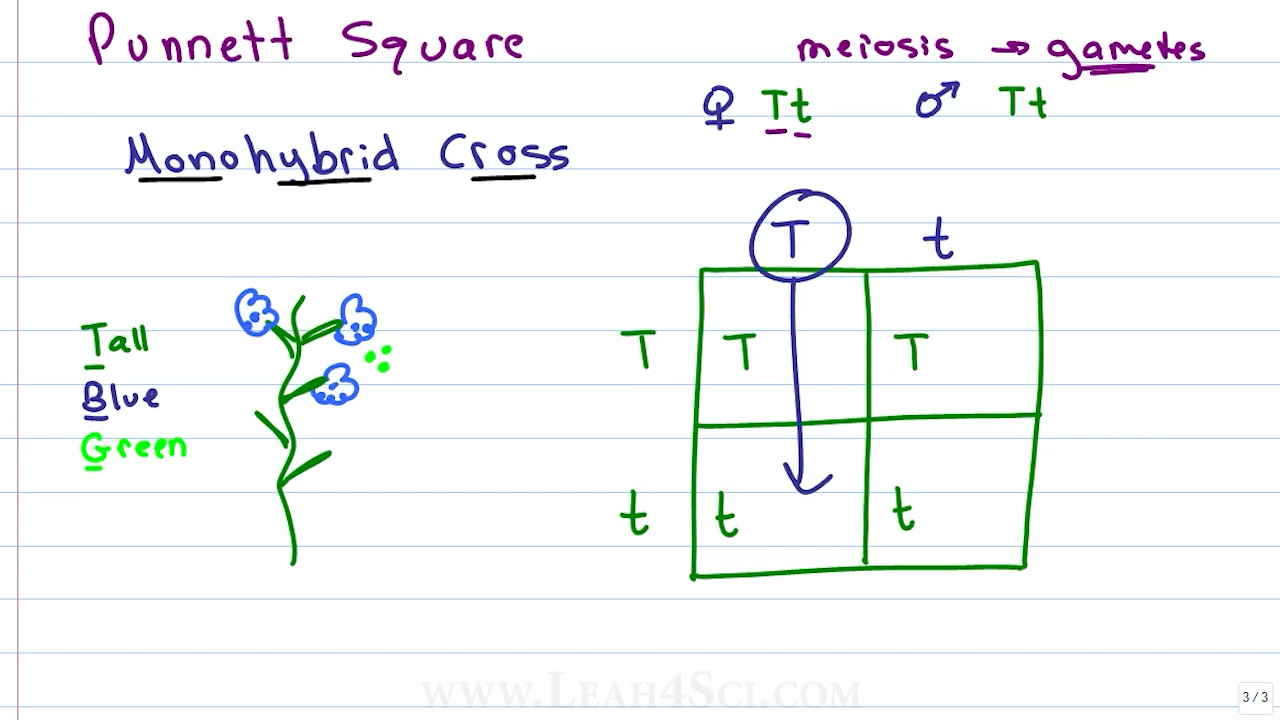 Punnett Square
meiosis → gametes
♀ Tt ♂ Tt
Monohybrid Cross
T t
Tall
Blue
Green
T T T
t t t
www.Leah4Sci.com
3 / 3